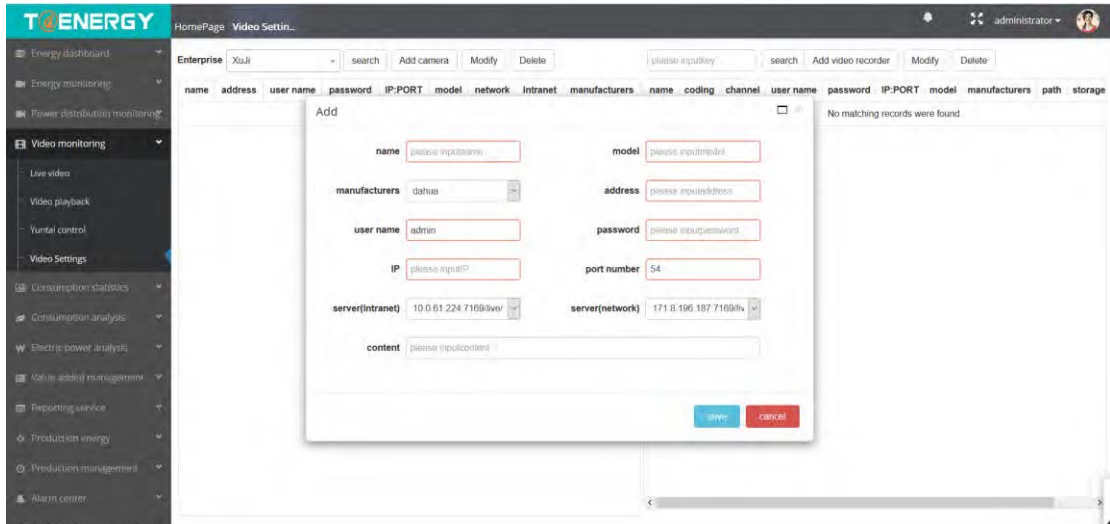 T@ENERGY
HomePage Video Settin...
administrator
Energy dashboard
Energy monitoring
Power distribution monitoring
Video monitoring
Live video
Video playback
Yuntai control
Video Settings
Consumption statistics
Consumption analysis
Electric power analysis
Value added management
Reporting service
Production energy
Production management
Alarm center
Enterprise XuJi search Add camera Modify Delete
please inputkey search Add video recorder Modify Delete
name address user name password IP:PORT model network Intranet manufacturers
name coding channel user name password IP:PORT model manufacturers path storage
No matching records were found
Add
name please inputname model please inputmodel
manufacturers dahua address please inputaddress
user name admin password please inputpassword
IP please inputIP port number 54
server(Intranet) 10.0.61.224:7169/live/ server(network) 171.8.196.187:7169/liv
content please inputcontent
save cancel